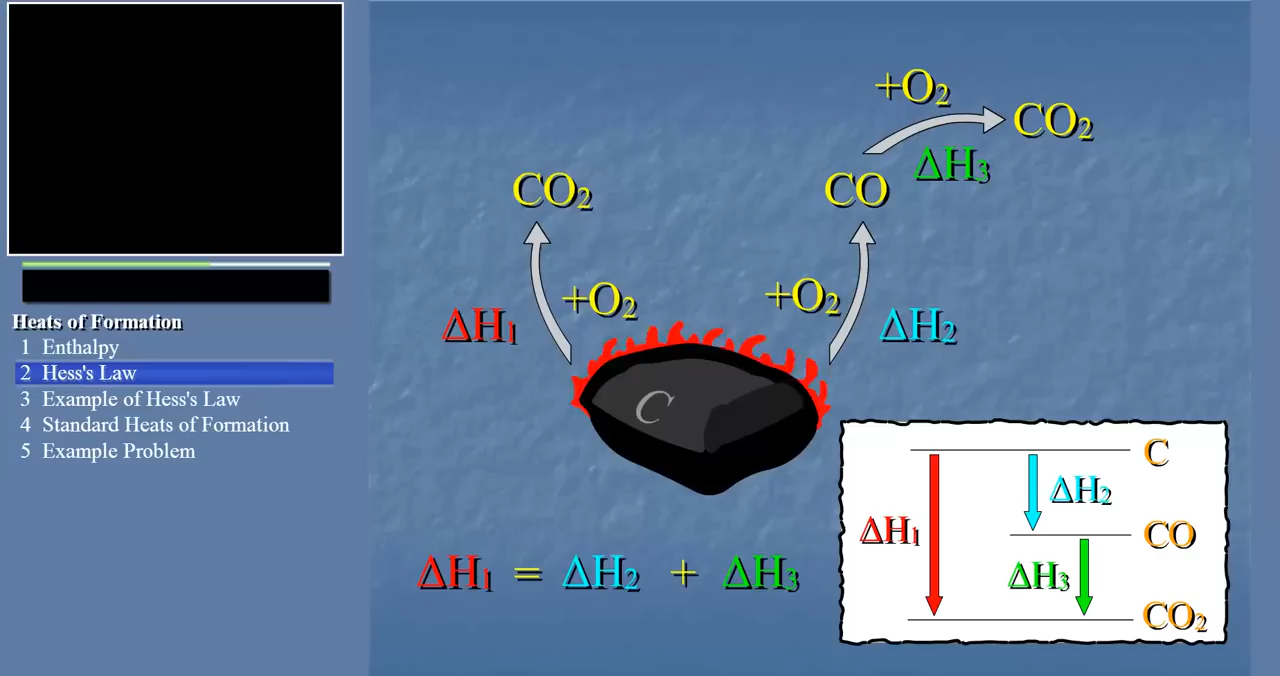 Heats of Formation
1 Enthalpy
2 Hess's Law
3 Example of Hess's Law
4 Standard Heats of Formation
5 Example Problem
+O₂
CO₂
ΔH₃
CO₂
CO
+O₂
+O₂
ΔH₁
ΔH₂
C
ΔH₁ = ΔH₂ + ΔH₃
C
ΔH₂
ΔH₁
CO
ΔH₃
CO₂